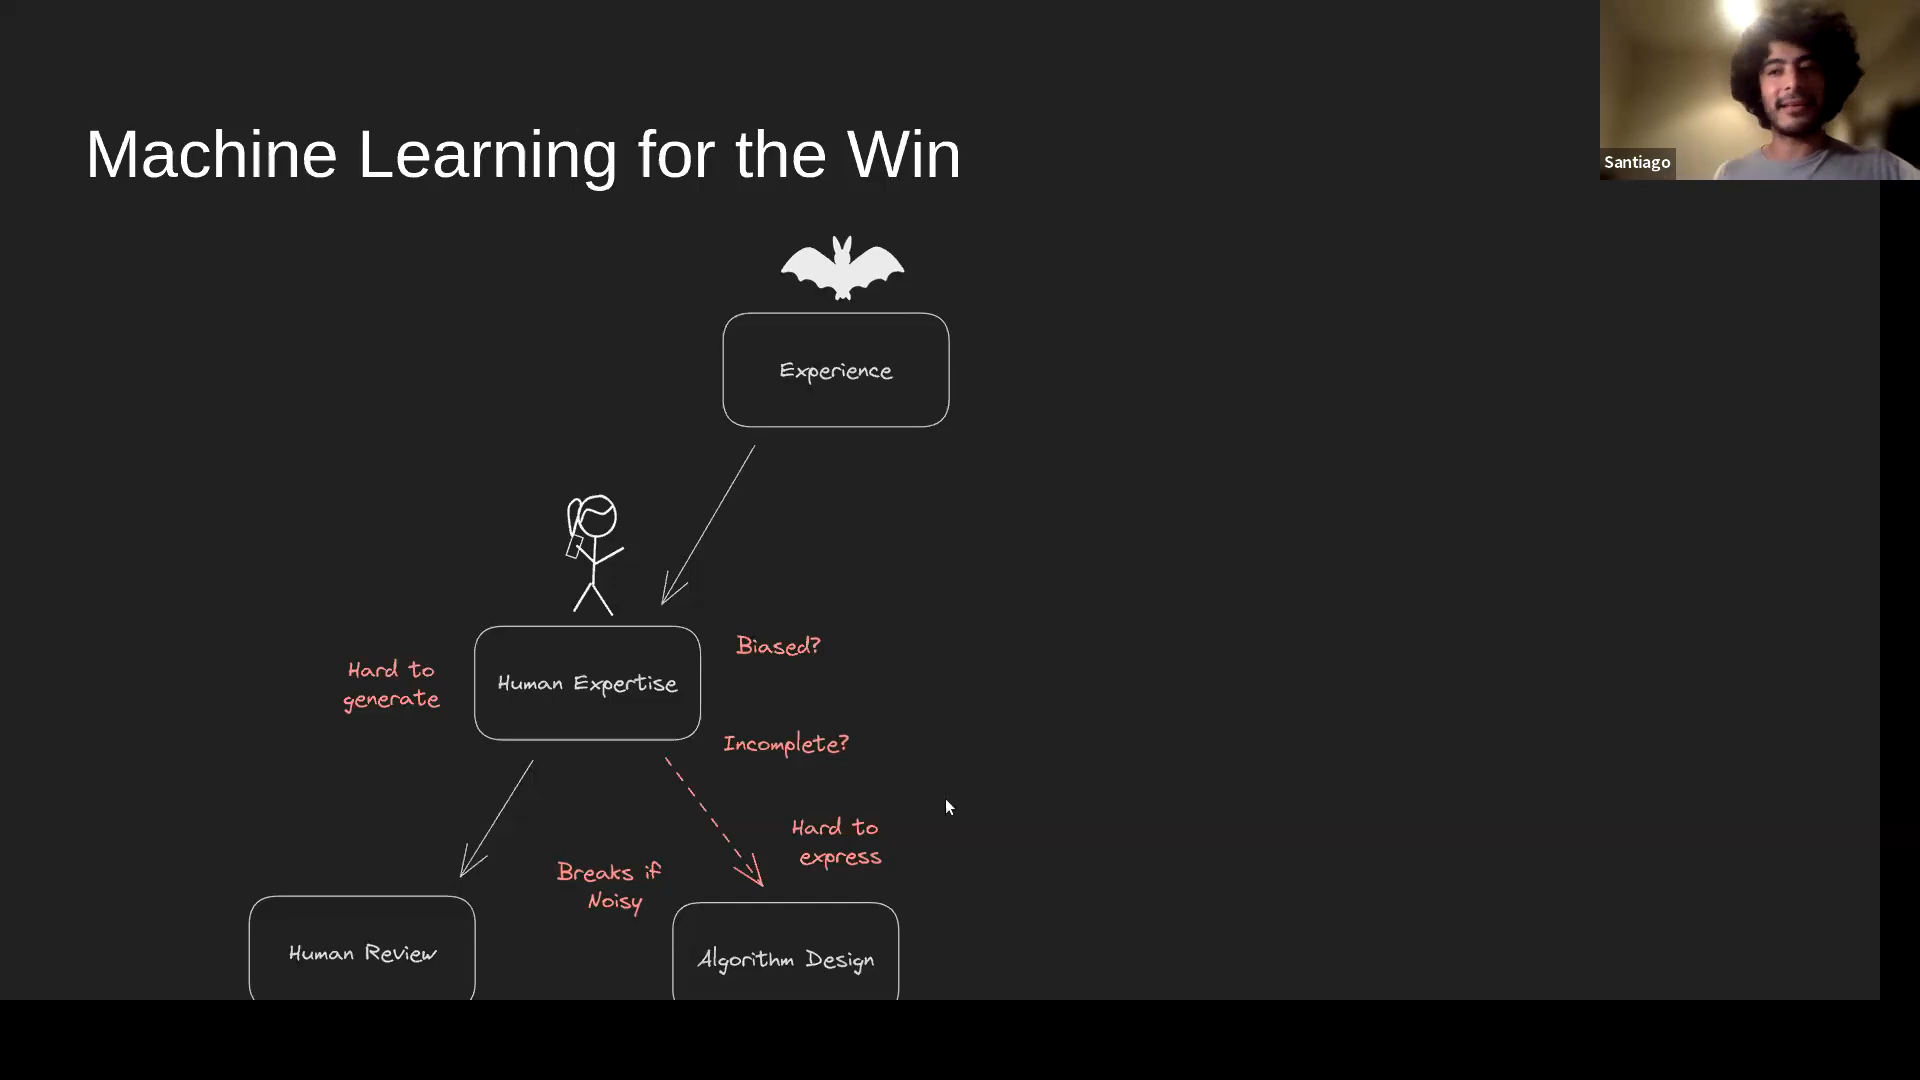 Machine Learning for the Win
Santiago
Experience
Hard to
generate
Human Expertise
Biased?
Incomplete?
Hard to
express
Breaks if
Noisy
Human Review
Algorithm Design